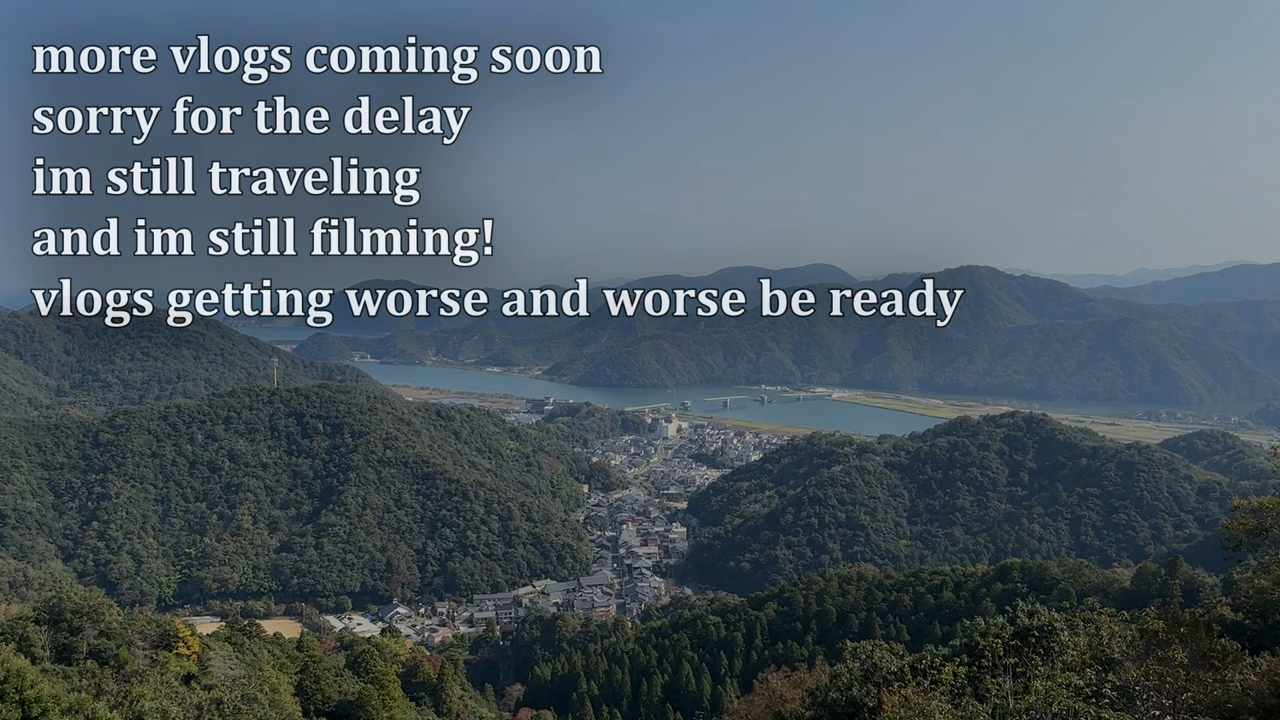 more vlogs coming soon
sorry for the delay
im still traveling
and im still filming!
vlogs getting worse and worse be ready